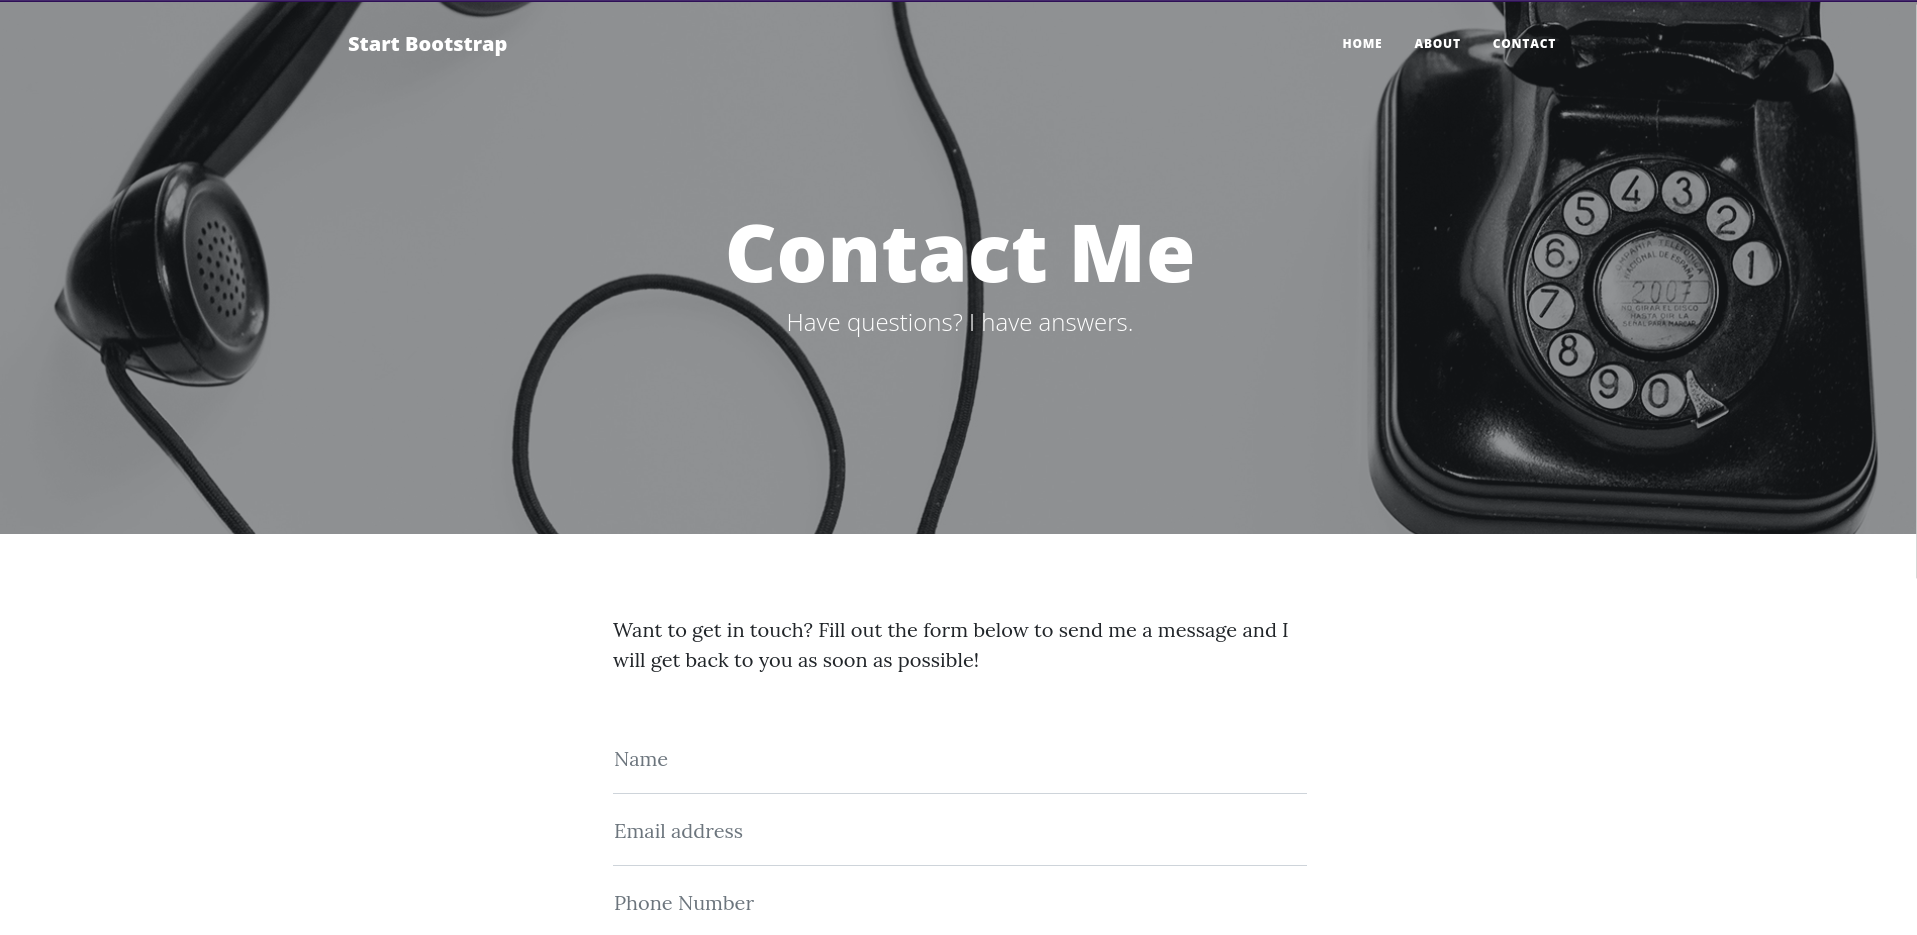 Start Bootstrap
HOME ABOUT CONTACT
4 3
5 2
6 1
7
2007
8
9 0
Contact Me
Have questions? I have answers.
Want to get in touch? Fill out the form below to send me a message and I
will get back to you as soon as possible!
Name
Email address
Phone Number